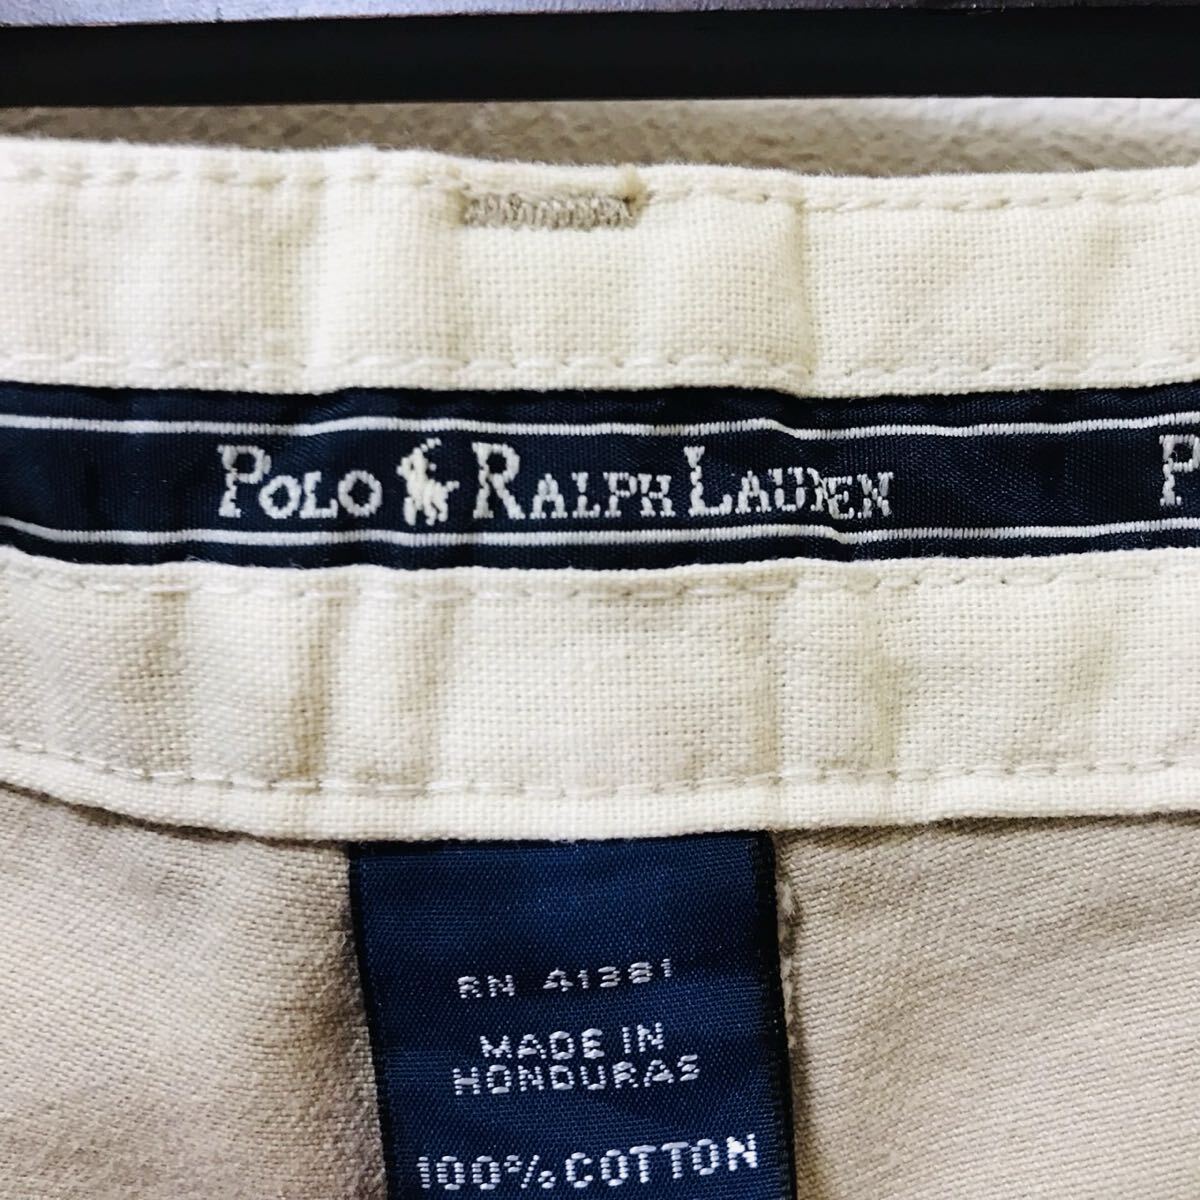 POLO RALPH LAUREN P
RN 41381
MADE IN
HONDURAS
100% COTTON